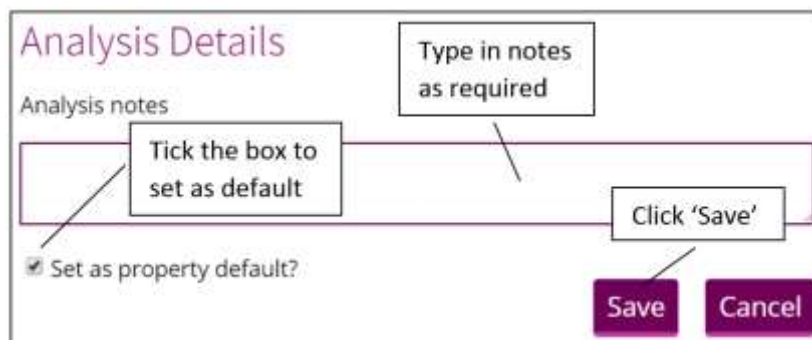 Analysis Details
Type in notes
as required
Analysis notes
Tick the box to
set as default
Click ‘Save’
Set as property default?
Save
Cancel